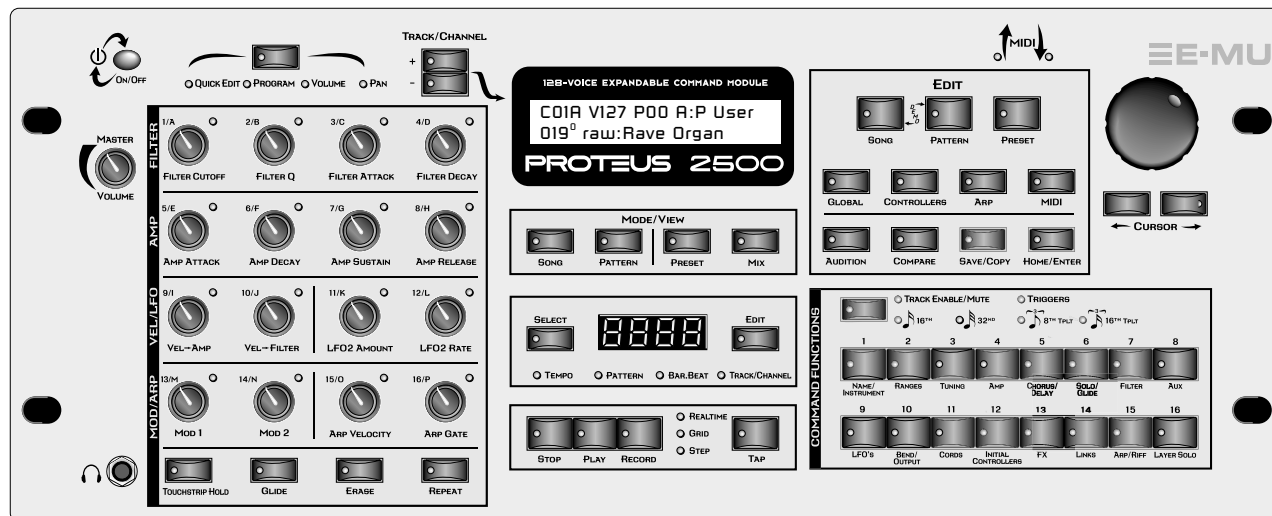 TRACK/CHANNEL
+
-
ON/OFF
QUICK EDIT PROGRAM VOLUME PAN
MASTER
VOLUME
FILTER
1/A 2/B 3/C 4/D
FILTER CUTOFF FILTER Q FILTER ATTACK FILTER DECAY
AMP
5/E 6/F 7/G 8/H
AMP ATTACK AMP DECAY AMP SUSTAIN AMP RELEASE
VEL/LFO
9/I 10/J 11/K 12/L
VEL→AMP VEL→FILTER LFO2 AMOUNT LFO2 RATE
MOD/ARP
13/M 14/N 15/O 16/P
MOD 1 MOD 2 ARP VELOCITY ARP GATE
TOUCHSTRIP HOLD GLIDE ERASE REPEAT
128-VOICE EXPANDABLE COMMAND MODULE
C01A V127 P00 A:P User
019⁰ raw:Rave Organ
PROTEUS 2500
MODE/VIEW
SONG PATTERN PRESET MIX
SELECT
8888
EDIT
TEMPO PATTERN BAR.BEAT TRACK/CHANNEL
REALTIME
GRID
STEP
STOP PLAY RECORD TAP
MIDI
E-MU
EDIT
DEMO
SONG PATTERN PRESET
GLOBAL CONTROLLERS ARP MIDI
AUDITION COMPARE SAVE/COPY HOME/ENTER
← CURSOR →
COMMAND FUNCTIONS
TRACK ENABLE/MUTE TRIGGERS
16TH 32ND 3 8TH TPLT 3 16TH TPLT
1 2 3 4 5 6 7 8
NAME/INSTRUMENT RANGES TUNING AMP CHORUS/DELAY SOLO/GLIDE FILTER AUX
9 10 11 12 13 14 15 16
LFO'S BEND/OUTPUT CORDS INITIAL CONTROLLERS FX LINKS ARP/RIFF LAYER SOLO